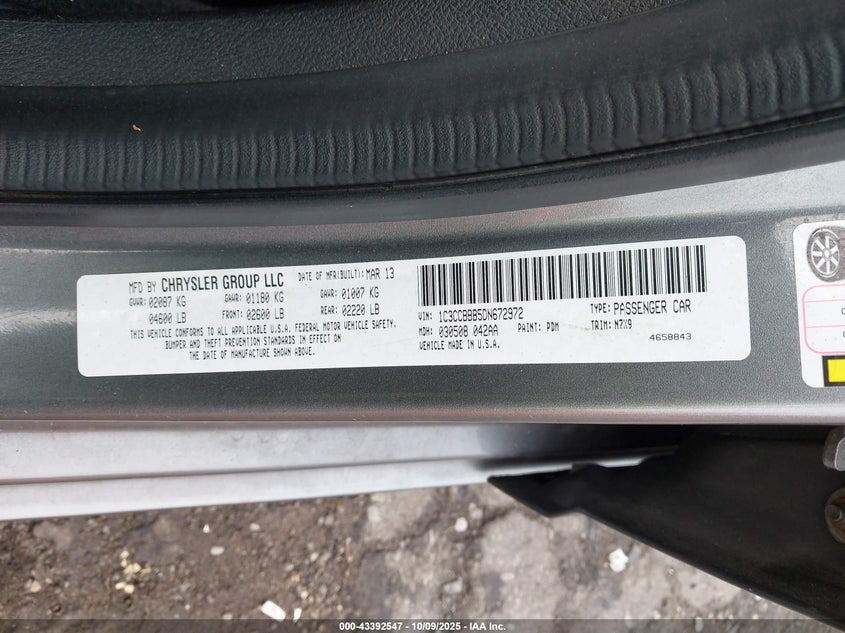 MFD BY CHRYSLER GROUP LLC DATE OF MFR(BUILT): MAR 13
GVWR: 02087 KG GAWR: 01180 KG GAWR: 01007 KG
04600 LB FRONT: 02600 LB REAR: 02220 LB
THIS VEHICLE CONFORMS TO ALL APPLICABLE U.S.A. FEDERAL MOTOR VEHICLE SAFETY,
BUMPER AND THEFT PREVENTION STANDARDS IN EFFECT ON
THE DATE OF MANUFACTURE SHOWN ABOVE.
VIN: 1C3CCBBB5DN672972 TYPE: PASSENGER CAR
MDH: 030508 042AA PAINT: PDM TRIM: N7X9
VEHICLE MADE IN U.S.A. 4658843
000-43392547 - 10/09/2025 - IAA Inc.